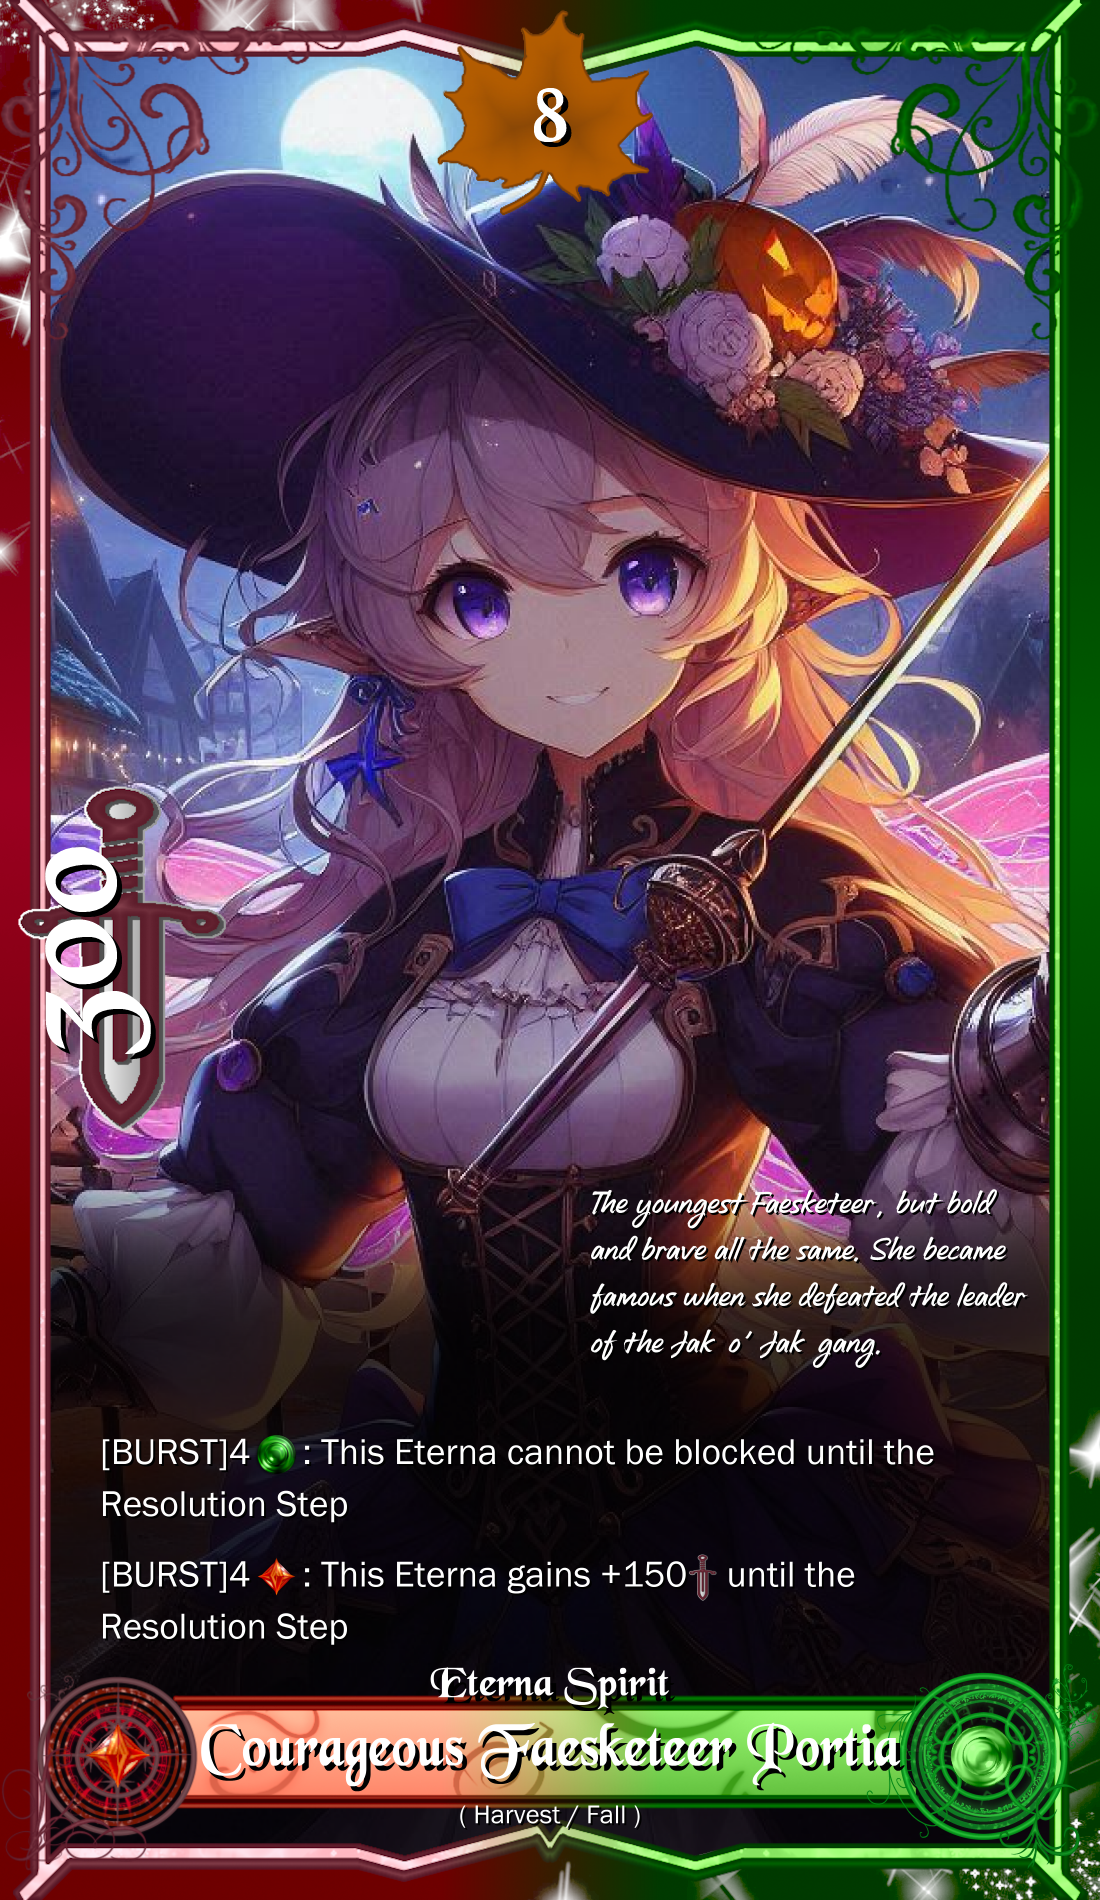 8
300
The youngest Faesketeer, but bold
and brave all the same. She became
famous when she defeated the leader
of the Jak o' Jak gang.
[BURST]4 : This Eterna cannot be blocked until the
Resolution Step
[BURST]4 : This Eterna gains +150 until the
Resolution Step
Eterna Spirit
Courageous Faesketeer Portia
( Harvest / Fall )